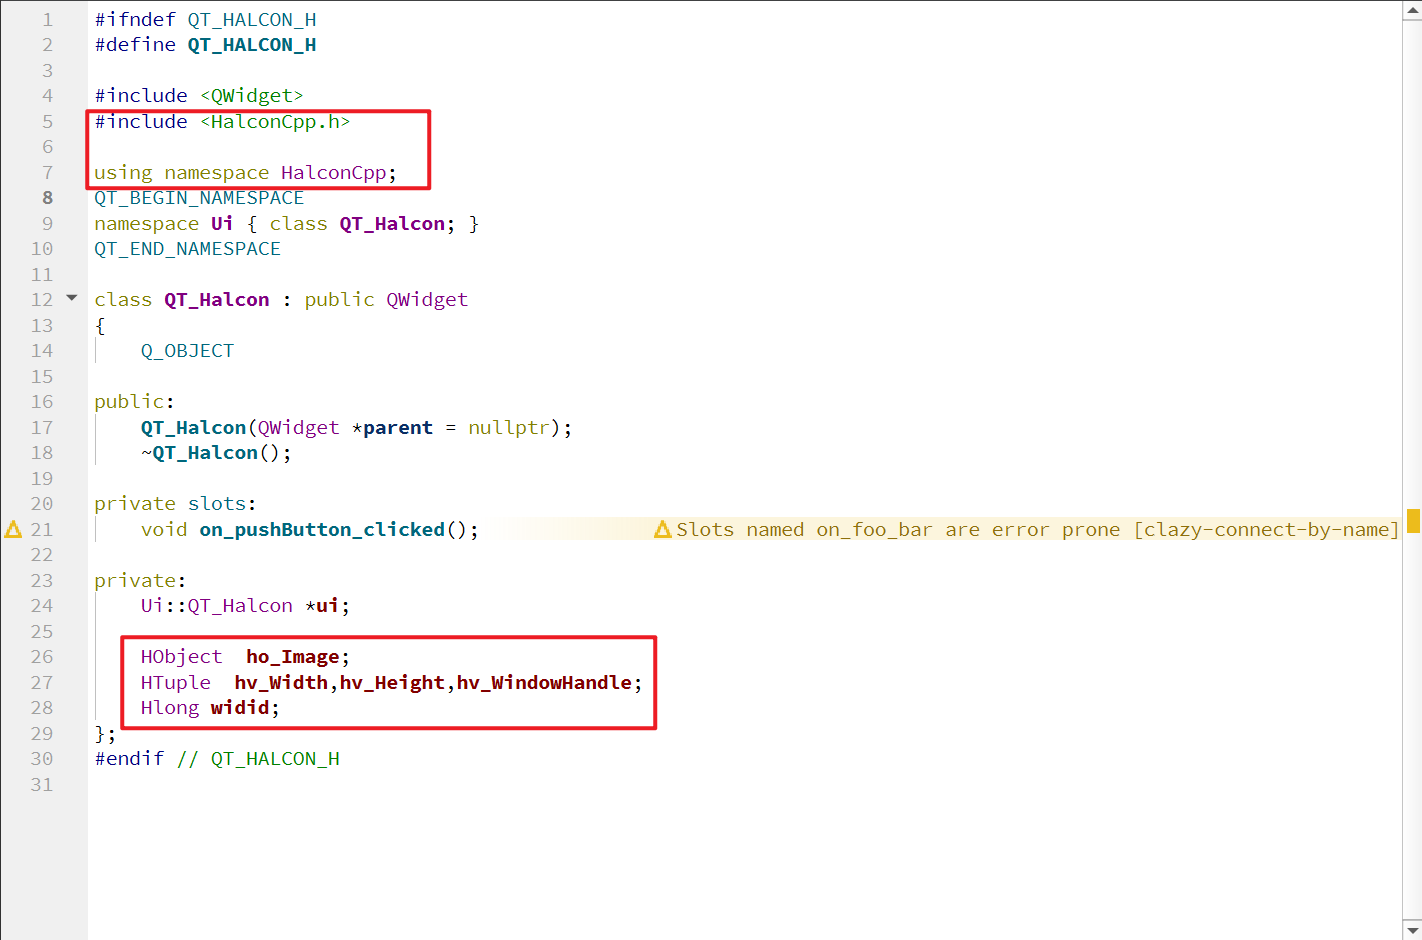 1 #ifndef QT_HALCON_H
2 #define QT_HALCON_H
3
4 #include <QWidget>
5 #include <HalconCpp.h>
6
7 using namespace HalconCpp;
8 QT_BEGIN_NAMESPACE
9 namespace Ui { class QT_Halcon; }
10 QT_END_NAMESPACE
11
12 class QT_Halcon : public QWidget
13 {
14     Q_OBJECT
15
16 public:
17     QT_Halcon(QWidget *parent = nullptr);
18     ~QT_Halcon();
19
20 private slots:
21     void on_pushButton_clicked(); Slots named on_foo_bar are error prone [clazy-connect-by-name]
22
23 private:
24     Ui::QT_Halcon *ui;
25
26     HObject  ho_Image;
27     HTuple  hv_Width,hv_Height,hv_WindowHandle;
28     Hlong widid;
29 };
30 #endif // QT_HALCON_H
31